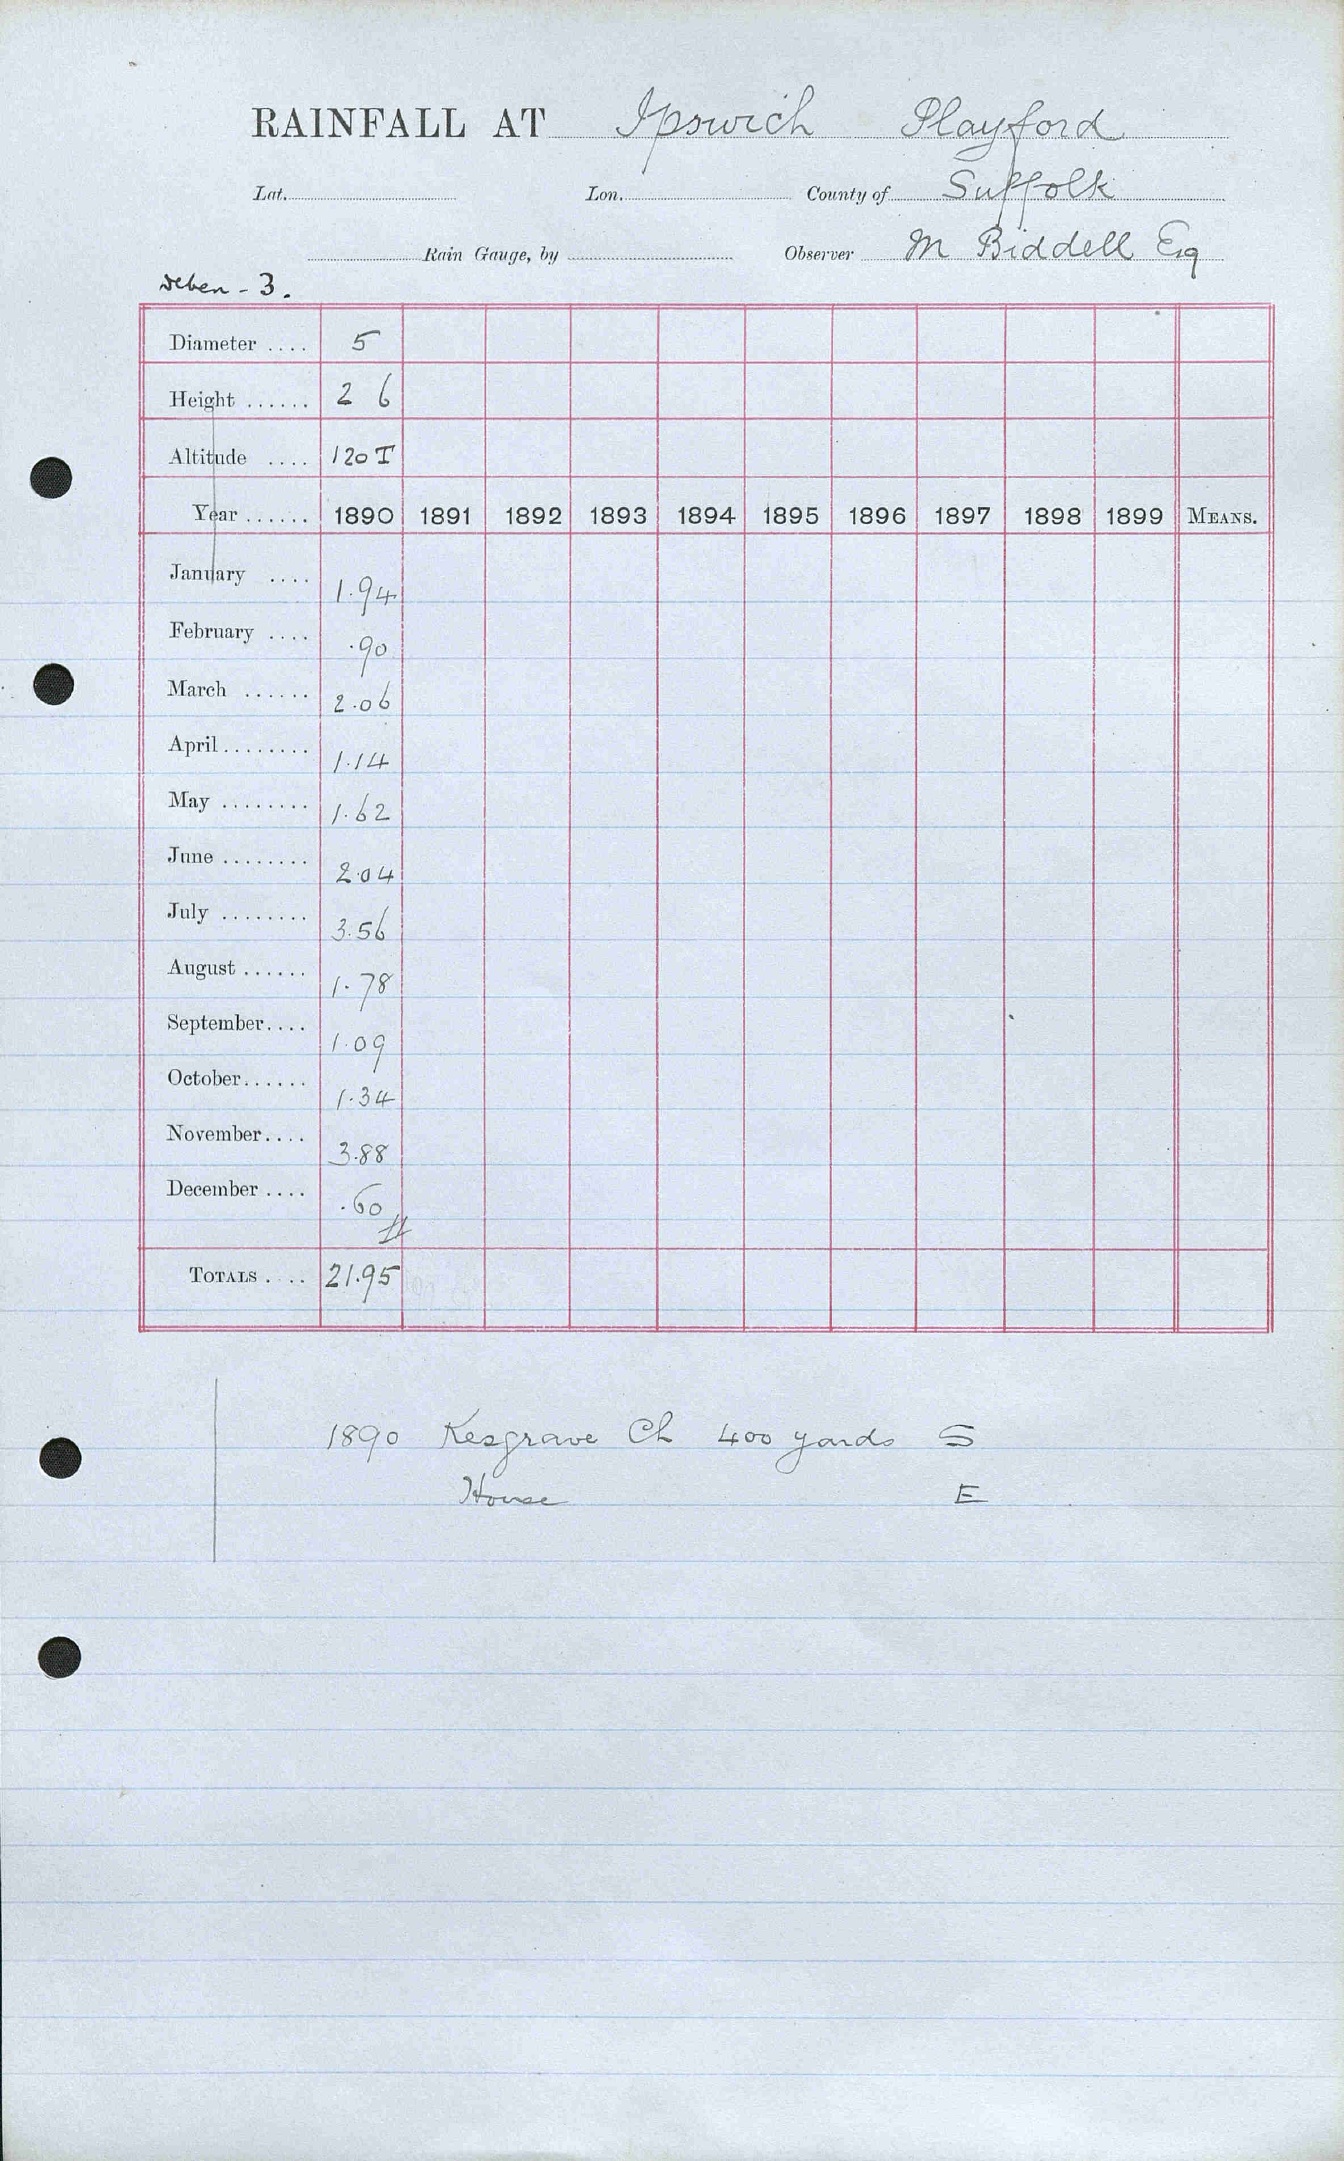 RAINFALL AT Ipswich Playford
Lat. Lon. County of Suffolk
Rain Gauge, by Observer M Biddell Esq
Deben - 3.
Diameter .... 5
Height ...... 2 6
Altitude .... 120 T
Year ...... 1890 1891 1892 1893 1894 1895 1896 1897 1898 1899 MEANS.
January .... 1.94
February .... .90
March ...... 2.06
April ........ 1.14
May ........ 1.62
June ........ 2.04
July ........ 3.56
August ...... 1.78
September.... 1.09
October...... 1.34
November.... 3.88
December .... .60
TOTALS .... 21.95
1890 Kesgrave Ch 400 yards S
House E